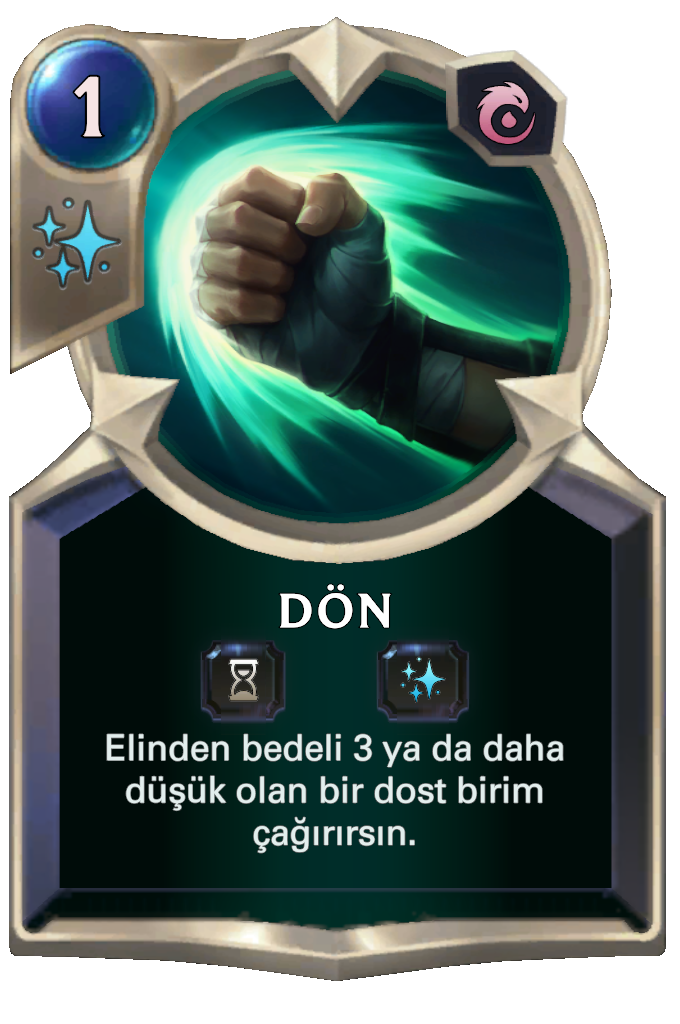 1
DÖN
Elinden bedeli 3 ya da daha
düşük olan bir dost birim
çağırırsın.